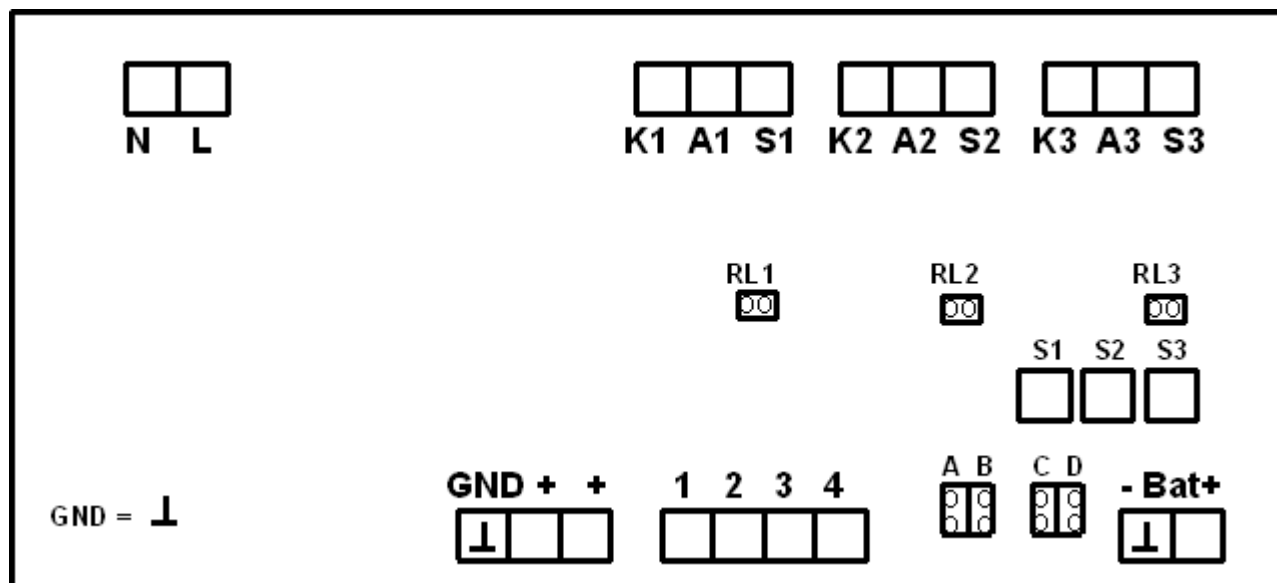 N L
K1 A1 S1 K2 A2 S2 K3 A3 S3
RL1 RL2 RL3
S1 S2 S3
A B C D
GND + + 1 2 3 4 - Bat+
GND = ⊥
⊥ ⊥